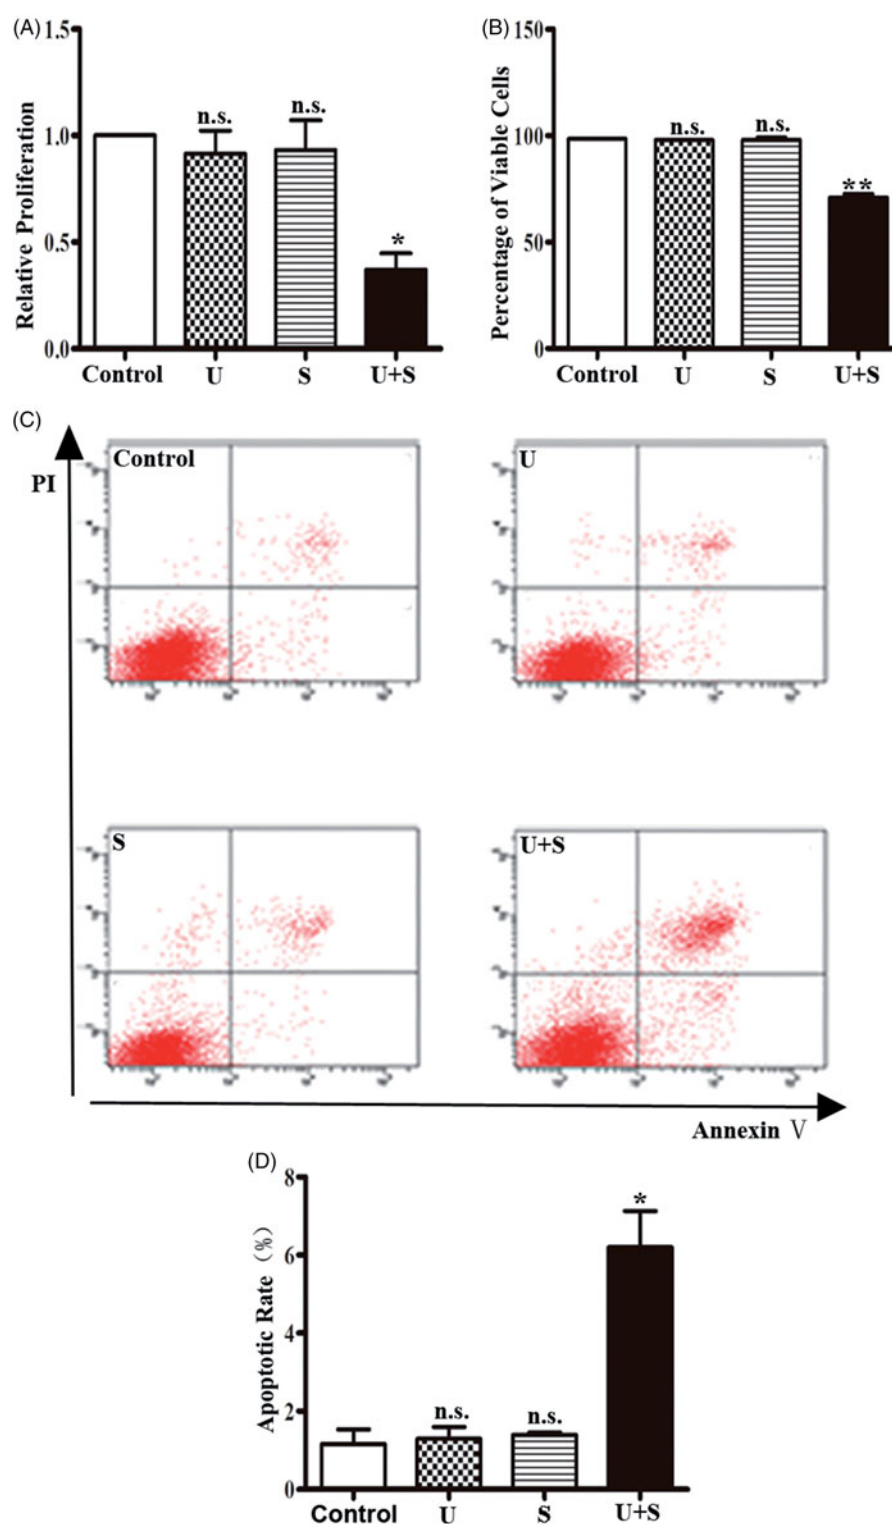 (A)
1.5
1.0
0.5
0.0
Relative Proliferation
n.s.
n.s.
*
Control
U
S
U+S
(B)
150
100
50
0
Percentage of Viable Cells
n.s.
n.s.
**
Control
U
S
U+S
(C)
PI
Control
U
S
U+S
Annexin V
(D)
8
6
4
2
0
Apoptotic Rate (%)
n.s.
n.s.
*
Control
U
S
U+S